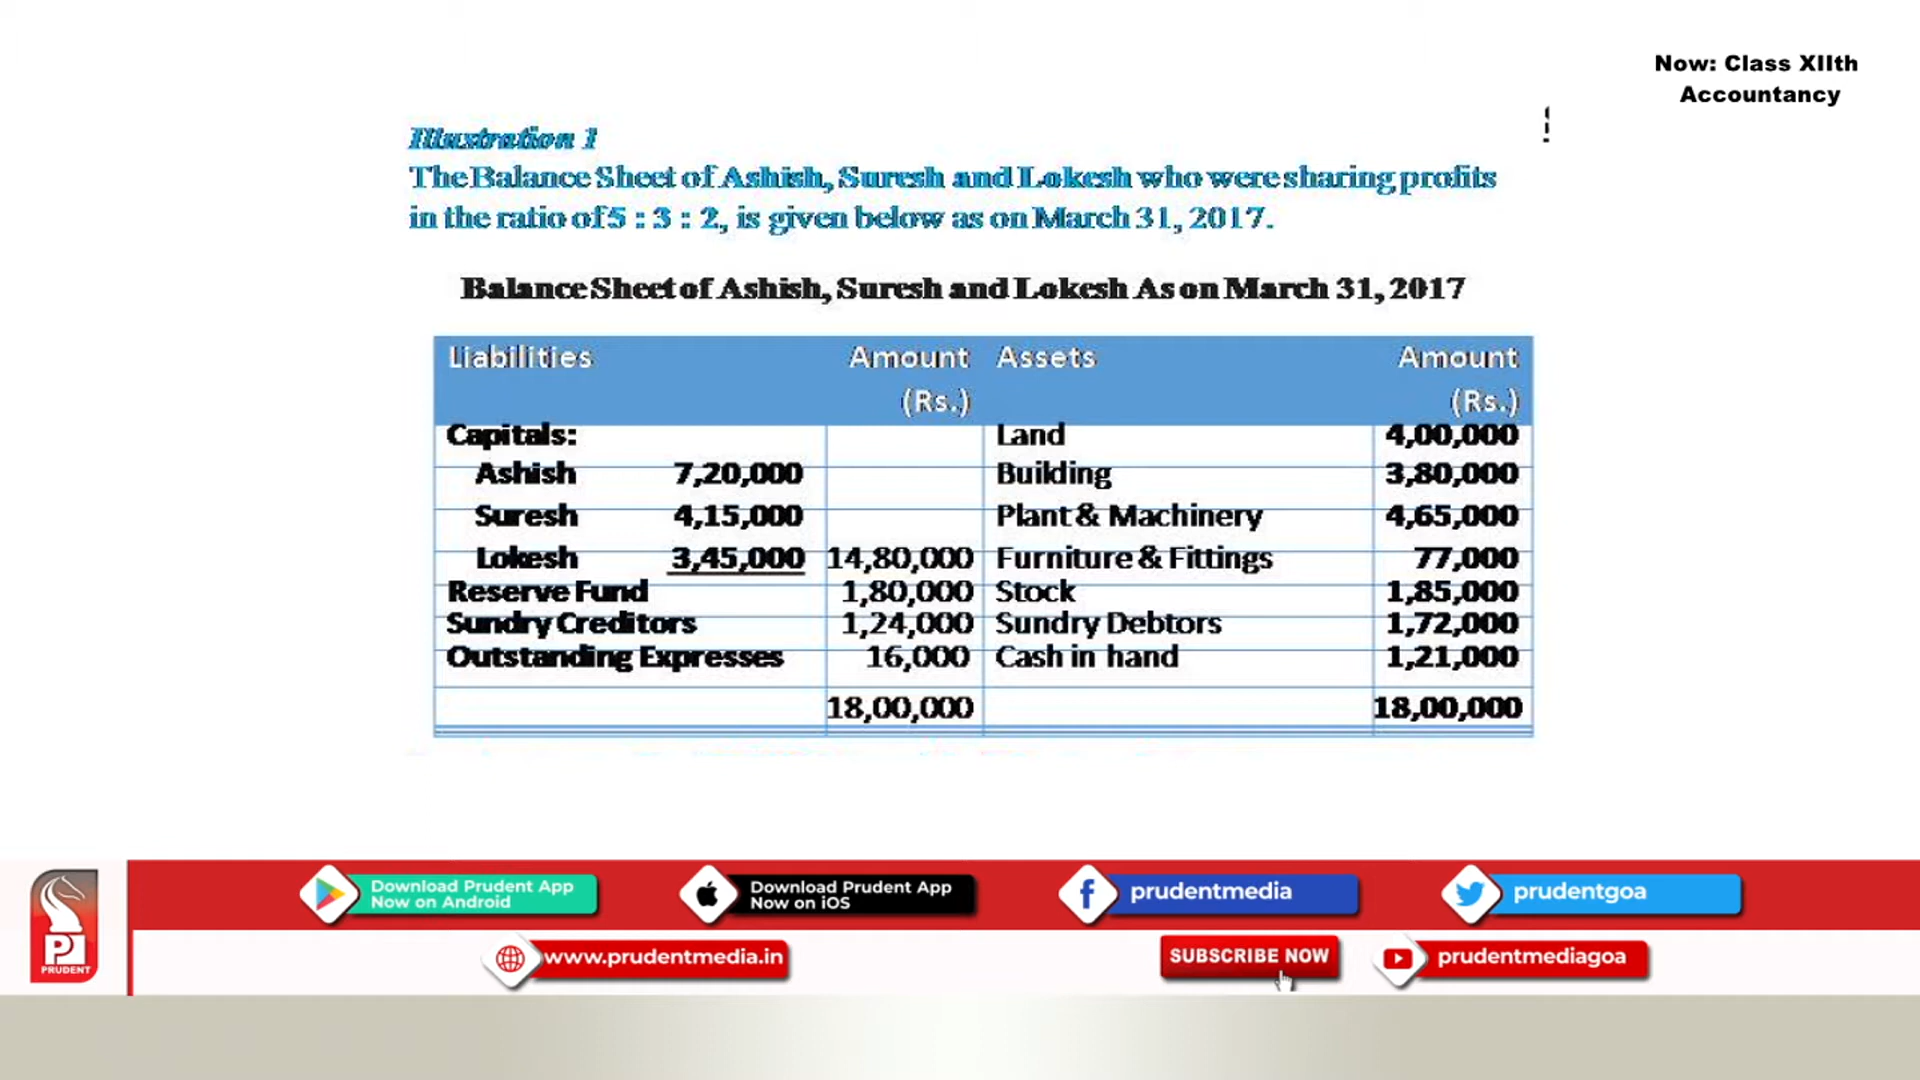 Now: Class XIIth
Accountancy
Illustration 1
The Balance Sheet of Ashish, Suresh and Lokesh who were sharing profits
in the ratio of 5 : 3 : 2, is given below as on March 31, 2017.
Balance Sheet of Ashish, Suresh and Lokesh As on March 31, 2017
Liabilities Amount (Rs.) Assets Amount (Rs.)
Capitals: Land 4,00,000
Ashish 7,20,000 Building 3,80,000
Suresh 4,15,000 Plant & Machinery 4,65,000
Lokesh 3,45,000 14,80,000 Furniture & Fittings 77,000
Reserve Fund 1,80,000 Stock 1,85,000
Sundry Creditors 1,24,000 Sundry Debtors 1,72,000
Outstanding Expresses 16,000 Cash in hand 1,21,000
18,00,000 18,00,000
PRUDENT
Download Prudent App
Now on Android
Download Prudent App
Now on iOS
prudentmedia
prudentgoa
www.prudentmedia.in
SUBSCRIBE NOW
prudentmediagoa